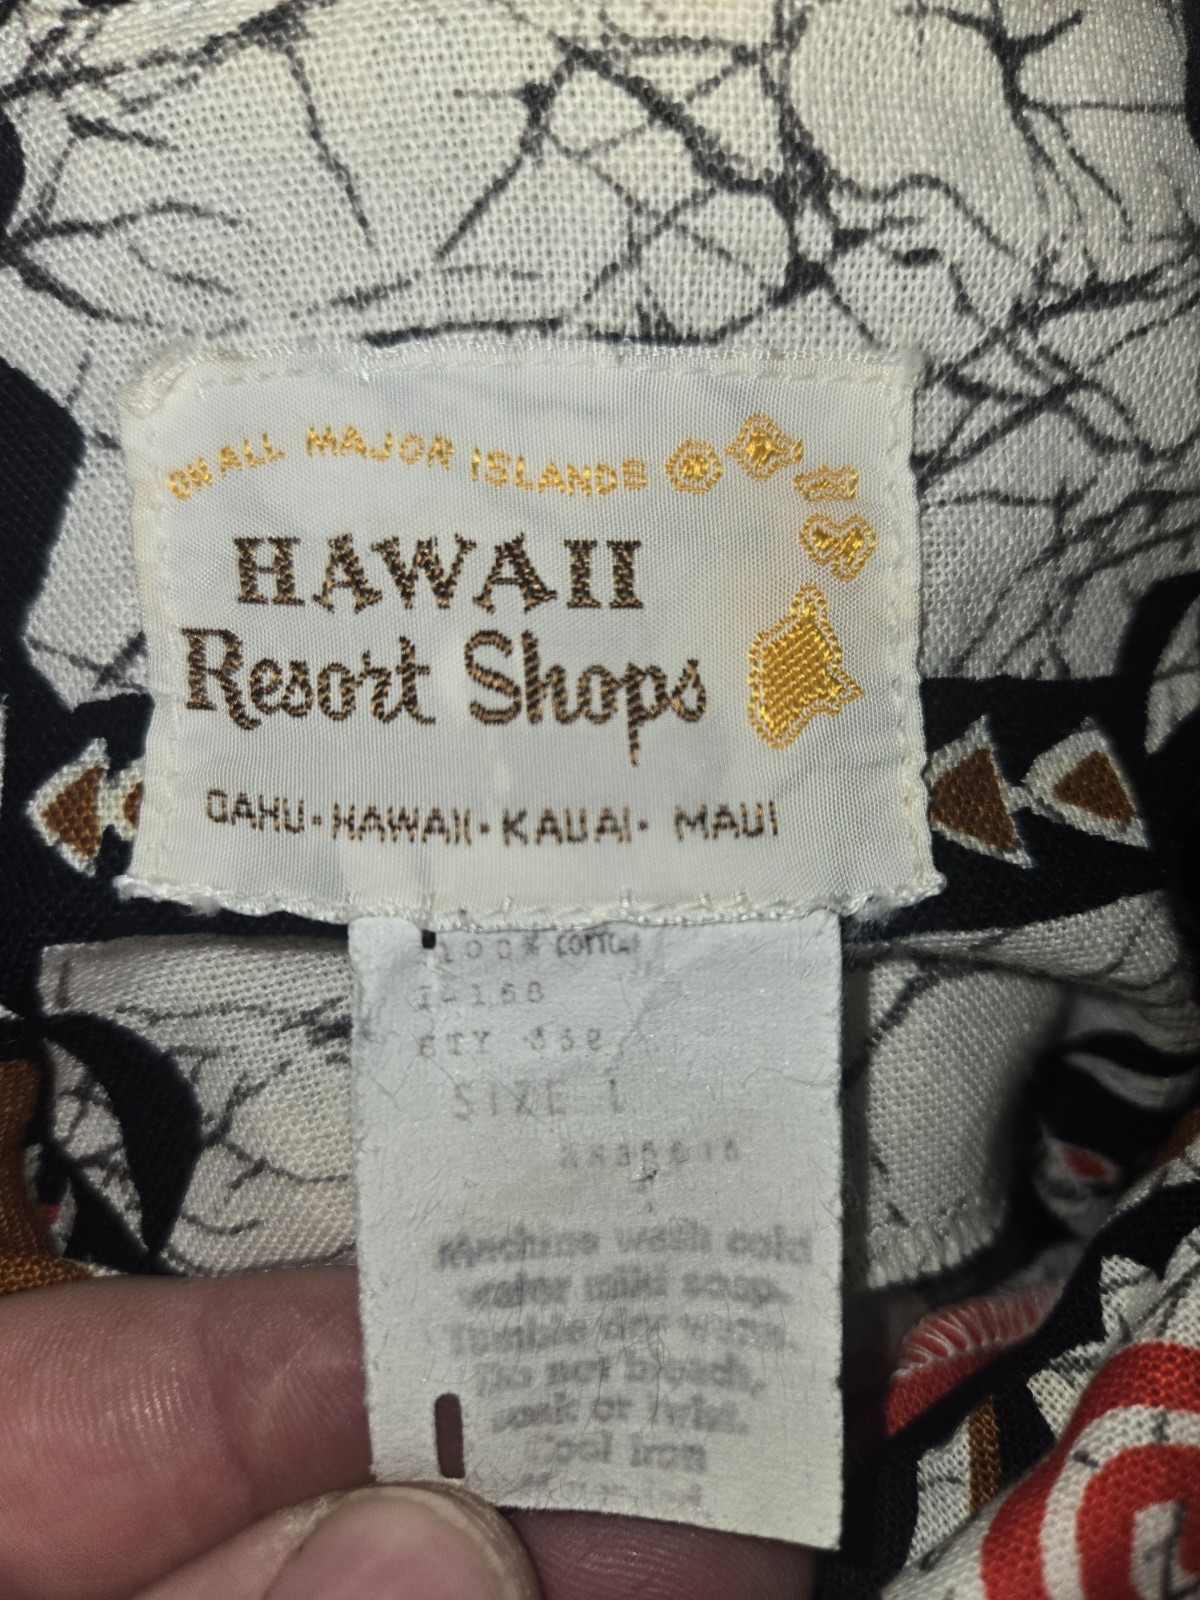 ON ALL MAJOR ISLANDS
HAWAII
Resort Shops
OAHU · HAWAII · KAUAI · MAUI
100% COTTON
SIZE L
Machine wash cold
water mild soap.
Tumble dry warm.
Do not bleach,
soak or twist.
Cool iron